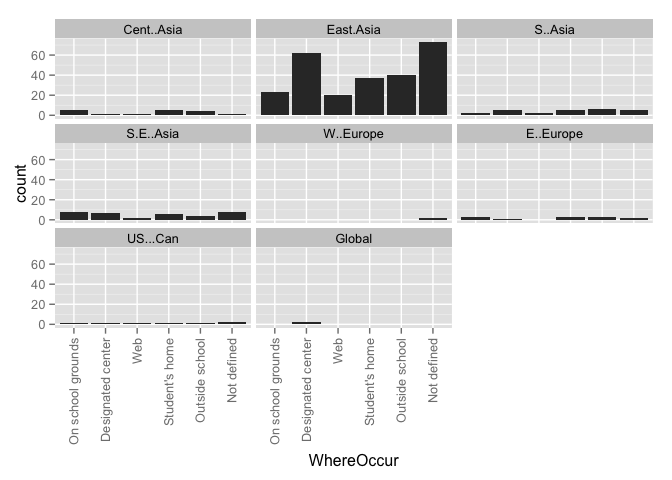 Cent..Asia East.Asia S..Asia
60
40
20
0
S.E..Asia W..Europe E..Europe
60
40
20
0
US...Can Global
60
40
20
0
count
On school grounds Designated center Web Student's home Outside school Not defined On school grounds Designated center Web Student's home Outside school Not defined
WhereOccur